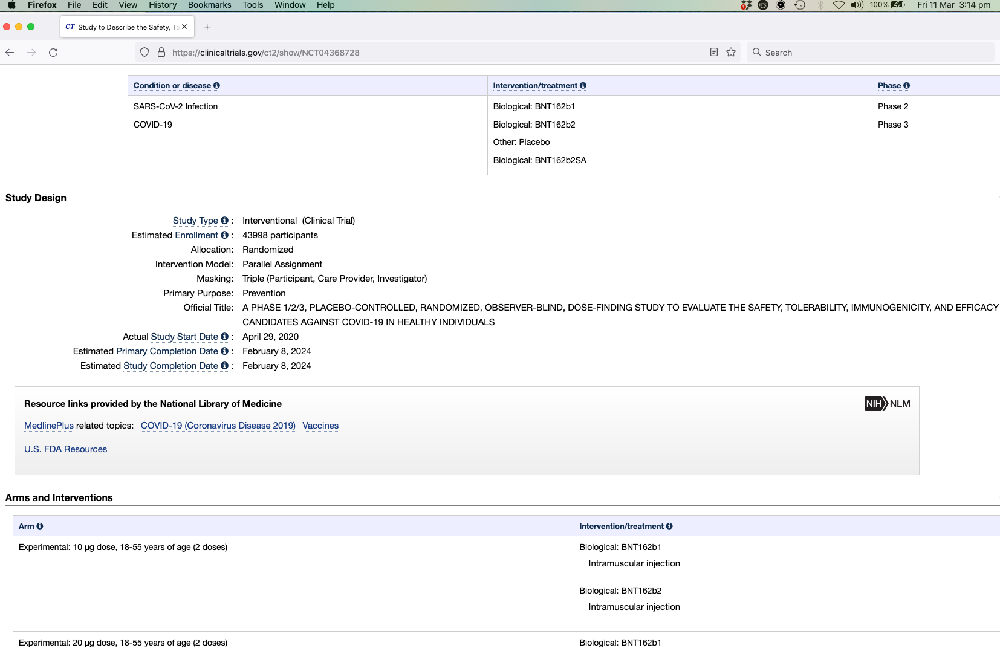 Firefox File Edit View History Bookmarks Tools Window Help 100% Fri 11 Mar 3:14 pm
CT Study to Describe the Safety, To
https://clinicaltrials.gov/ct2/show/NCT04368728 Search
Condition or disease Intervention/treatment Phase
SARS-CoV-2 Infection Biological: BNT162b1 Phase 2
COVID-19 Biological: BNT162b2 Phase 3
Other: Placebo
Biological: BNT162b2SA
Study Design
Study Type : Interventional (Clinical Trial)
Estimated Enrollment : 43998 participants
Allocation: Randomized
Intervention Model: Parallel Assignment
Masking: Triple (Participant, Care Provider, Investigator)
Primary Purpose: Prevention
Official Title: A PHASE 1/2/3, PLACEBO-CONTROLLED, RANDOMIZED, OBSERVER-BLIND, DOSE-FINDING STUDY TO EVALUATE THE SAFETY, TOLERABILITY, IMMUNOGENICITY, AND EFFICACY
CANDIDATES AGAINST COVID-19 IN HEALTHY INDIVIDUALS
Actual Study Start Date : April 29, 2020
Estimated Primary Completion Date : February 8, 2024
Estimated Study Completion Date : February 8, 2024
Resource links provided by the National Library of Medicine NIH NLM
MedlinePlus related topics: COVID-19 (Coronavirus Disease 2019) Vaccines
U.S. FDA Resources
Arms and Interventions
Arm Intervention/treatment
Experimental: 10 µg dose, 18-55 years of age (2 doses) Biological: BNT162b1
Intramuscular injection
Biological: BNT162b2
Intramuscular injection
Experimental: 20 µg dose, 18-55 years of age (2 doses) Biological: BNT162b1